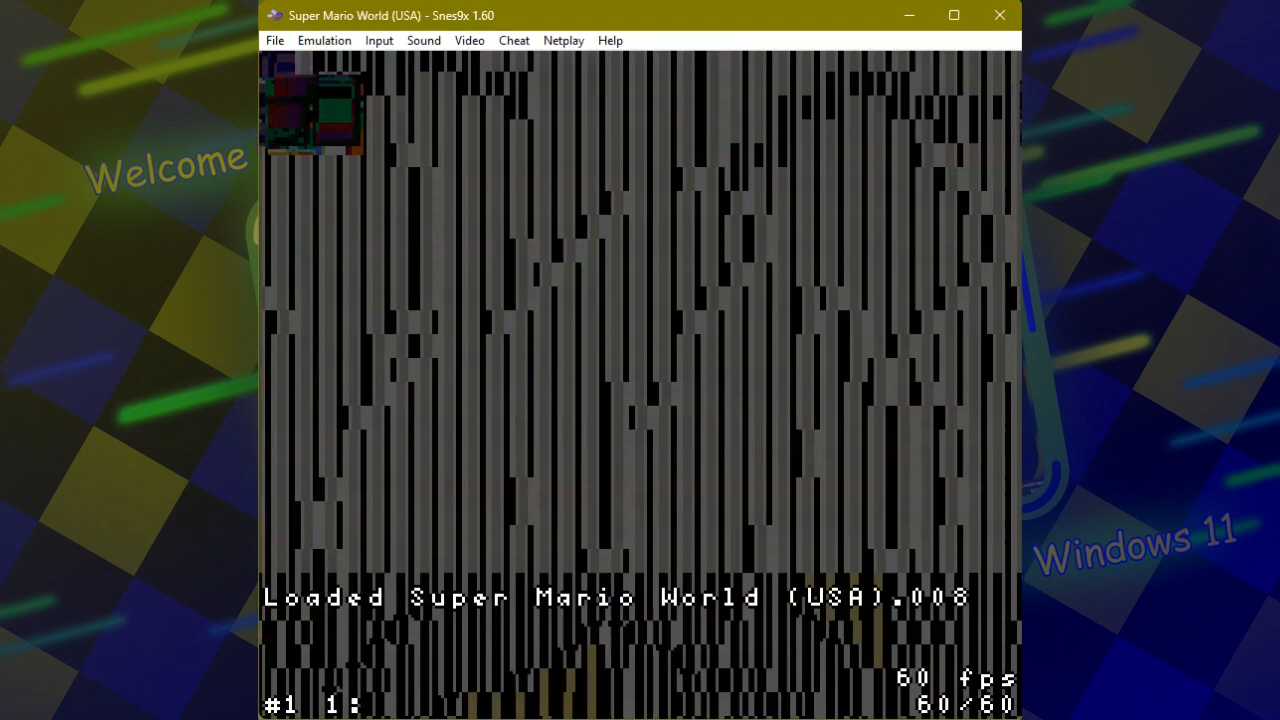 Super Mario World (USA) - Snes9x 1.60
File Emulation Input Sound Video Cheat Netplay Help
Welcome
Windows 11
Loaded Super Mario World (USA).008
60 fps
#1 1: 60/60